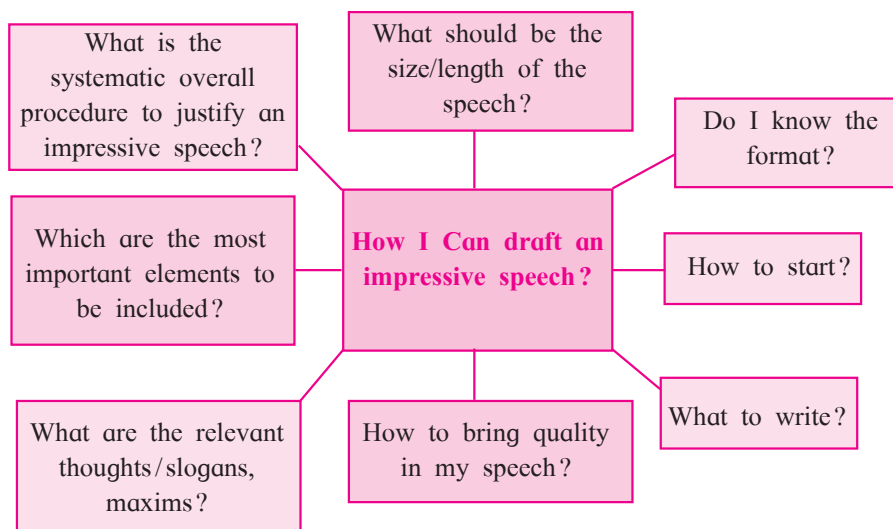 What is the
systematic overall
procedure to justify an
impressive speech?
What should be the
size/length of the
speech?
Do I know the
format?
Which are the most
important elements to
be included?
How I Can draft an
impressive speech?
How to start?
What are the relevant
thoughts/slogans,
maxims?
How to bring quality
in my speech?
What to write?